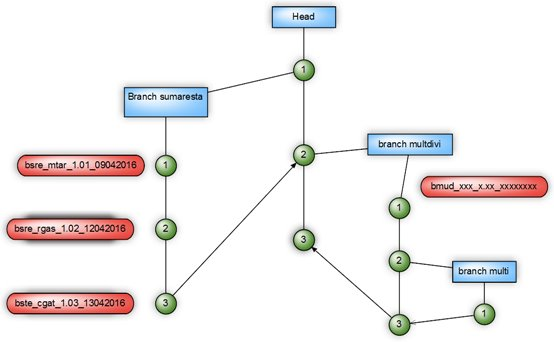 Head
1
Branch sumaresta
bsre_mtar_1.01_09042016
1
2
branch multdivi
bmud_xxx_x.xx_xxxxxxxx
1
bsre_rgas_1.02_12042016
2
3
2
branch multi
bste_cgat_1.03_13042016
3
3
1